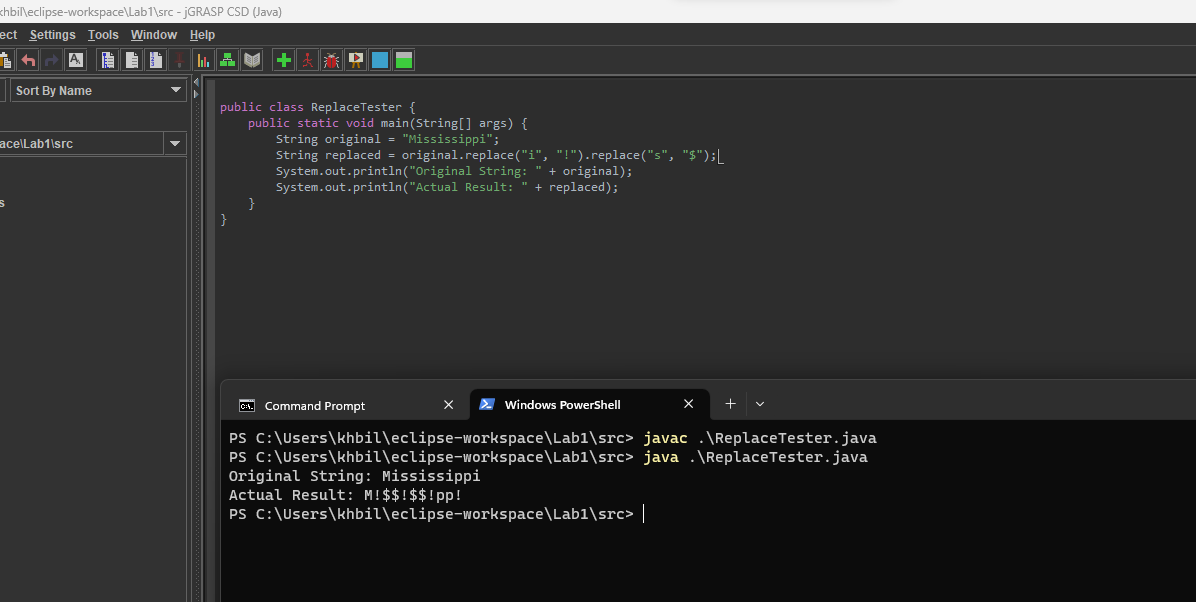 khbil\eclipse-workspace\Lab1\src - jGRASP CSD (Java)
ect Settings Tools Window Help
Sort By Name
ace\Lab1\src
s
public class ReplaceTester {
public static void main(String[] args) {
String original = "Mississippi";
String replaced = original.replace("i", "!").replace("s", "$");
System.out.println("Original String: " + original);
System.out.println("Actual Result: " + replaced);
}
}
Command Prompt
Windows PowerShell
PS C:\Users\khbil\eclipse-workspace\Lab1\src> javac .\ReplaceTester.java
PS C:\Users\khbil\eclipse-workspace\Lab1\src> java .\ReplaceTester.java
Original String: Mississippi
Actual Result: M!$$!$$!pp!
PS C:\Users\khbil\eclipse-workspace\Lab1\src>